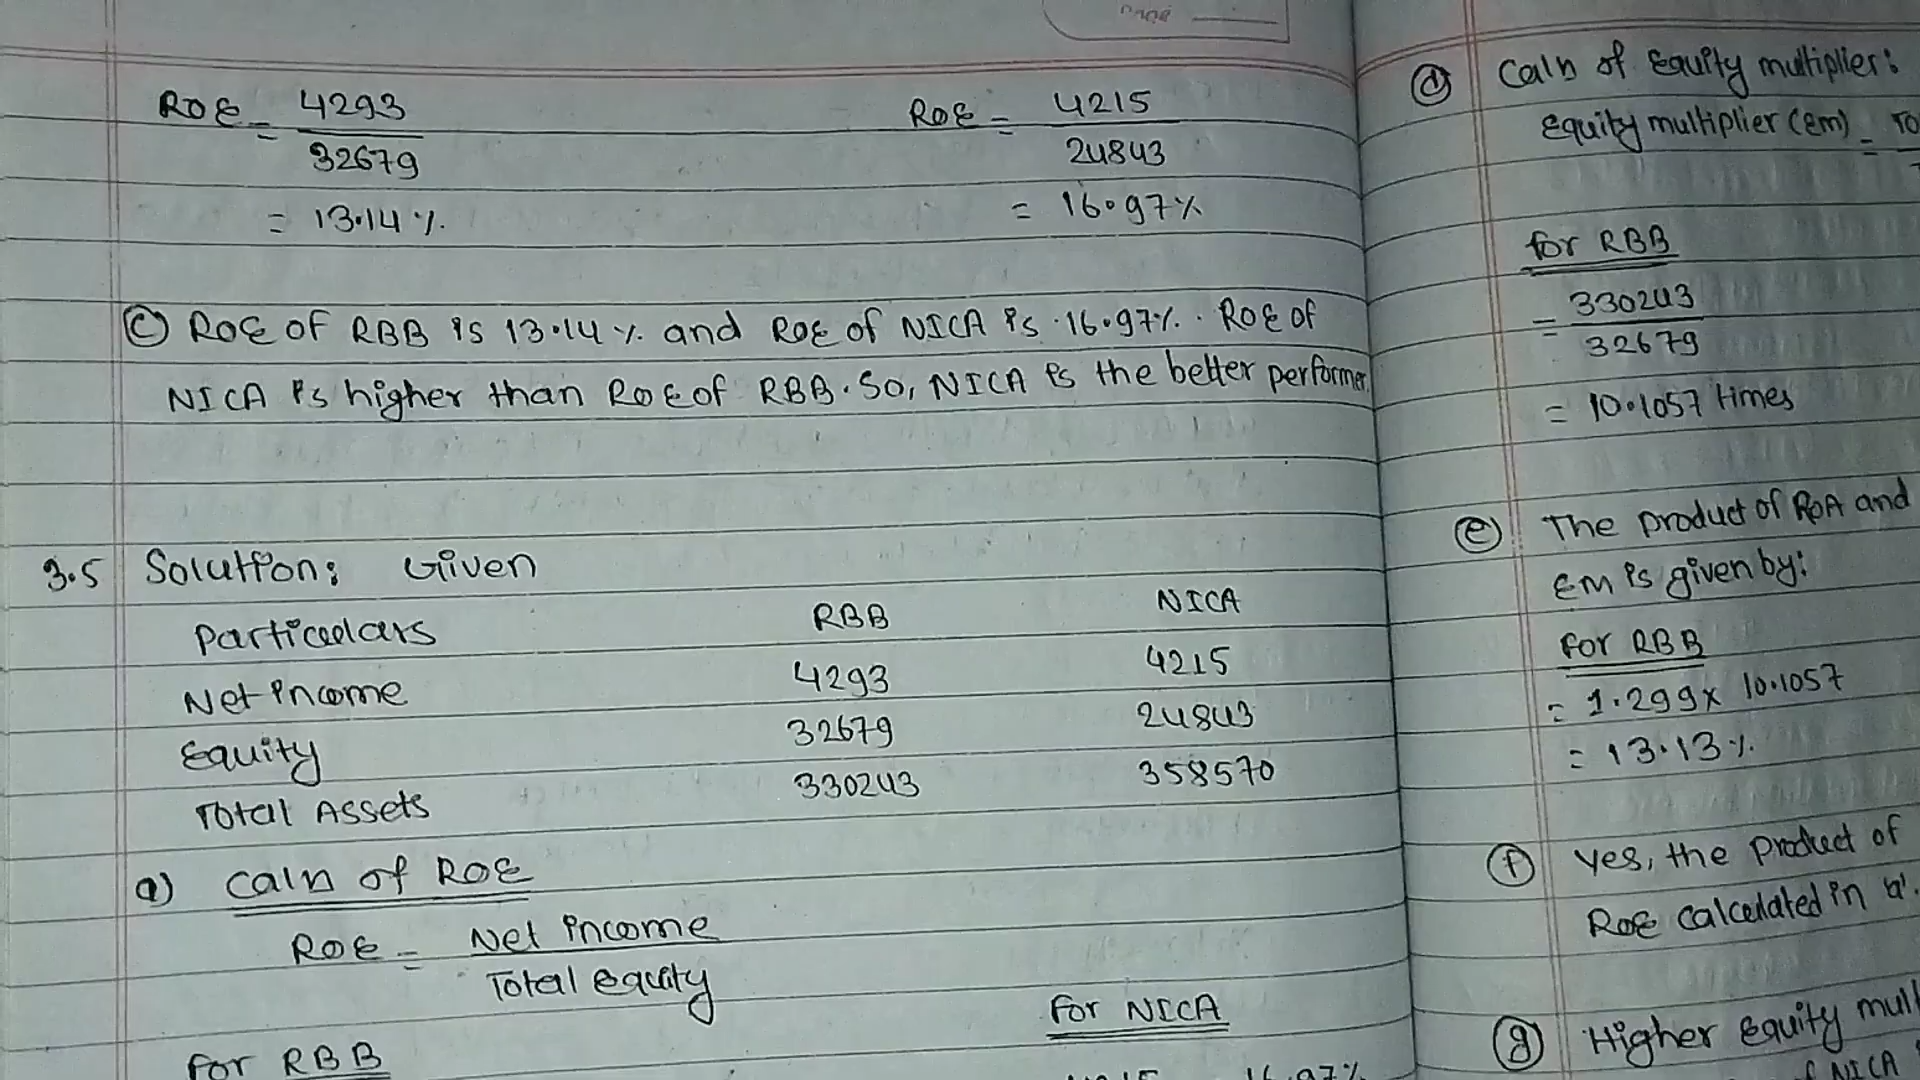 Page
ROE = 4293 / 32679
= 13.14%
ROE = 4215 / 24843
= 16.97%
(c) ROE of RBB is 13.14% and ROE of NICA is 16.97%. ROE of
NICA is higher than ROE of RBB. So, NICA is the better performer
3.5 Solution: Given
Particulars RBB NICA
Net income 4293 4215
Equity 32679 24843
Total Assets 330243 358570
a) Caln of ROE
ROE = Net income / Total equity
For RBB
For NICA
16.97%
(d) Caln of Equity multiplier:
Equity multiplier (em) =
for RBB
= 330243 / 32679
= 10.1057 times
(e) The product of ROA and
EM is given by:
For RBB
= 1.299 x 10.1057
= 13.13%
(f) Yes, the product of
ROE calculated in 'a'.
(g) Higher Equity
NICA